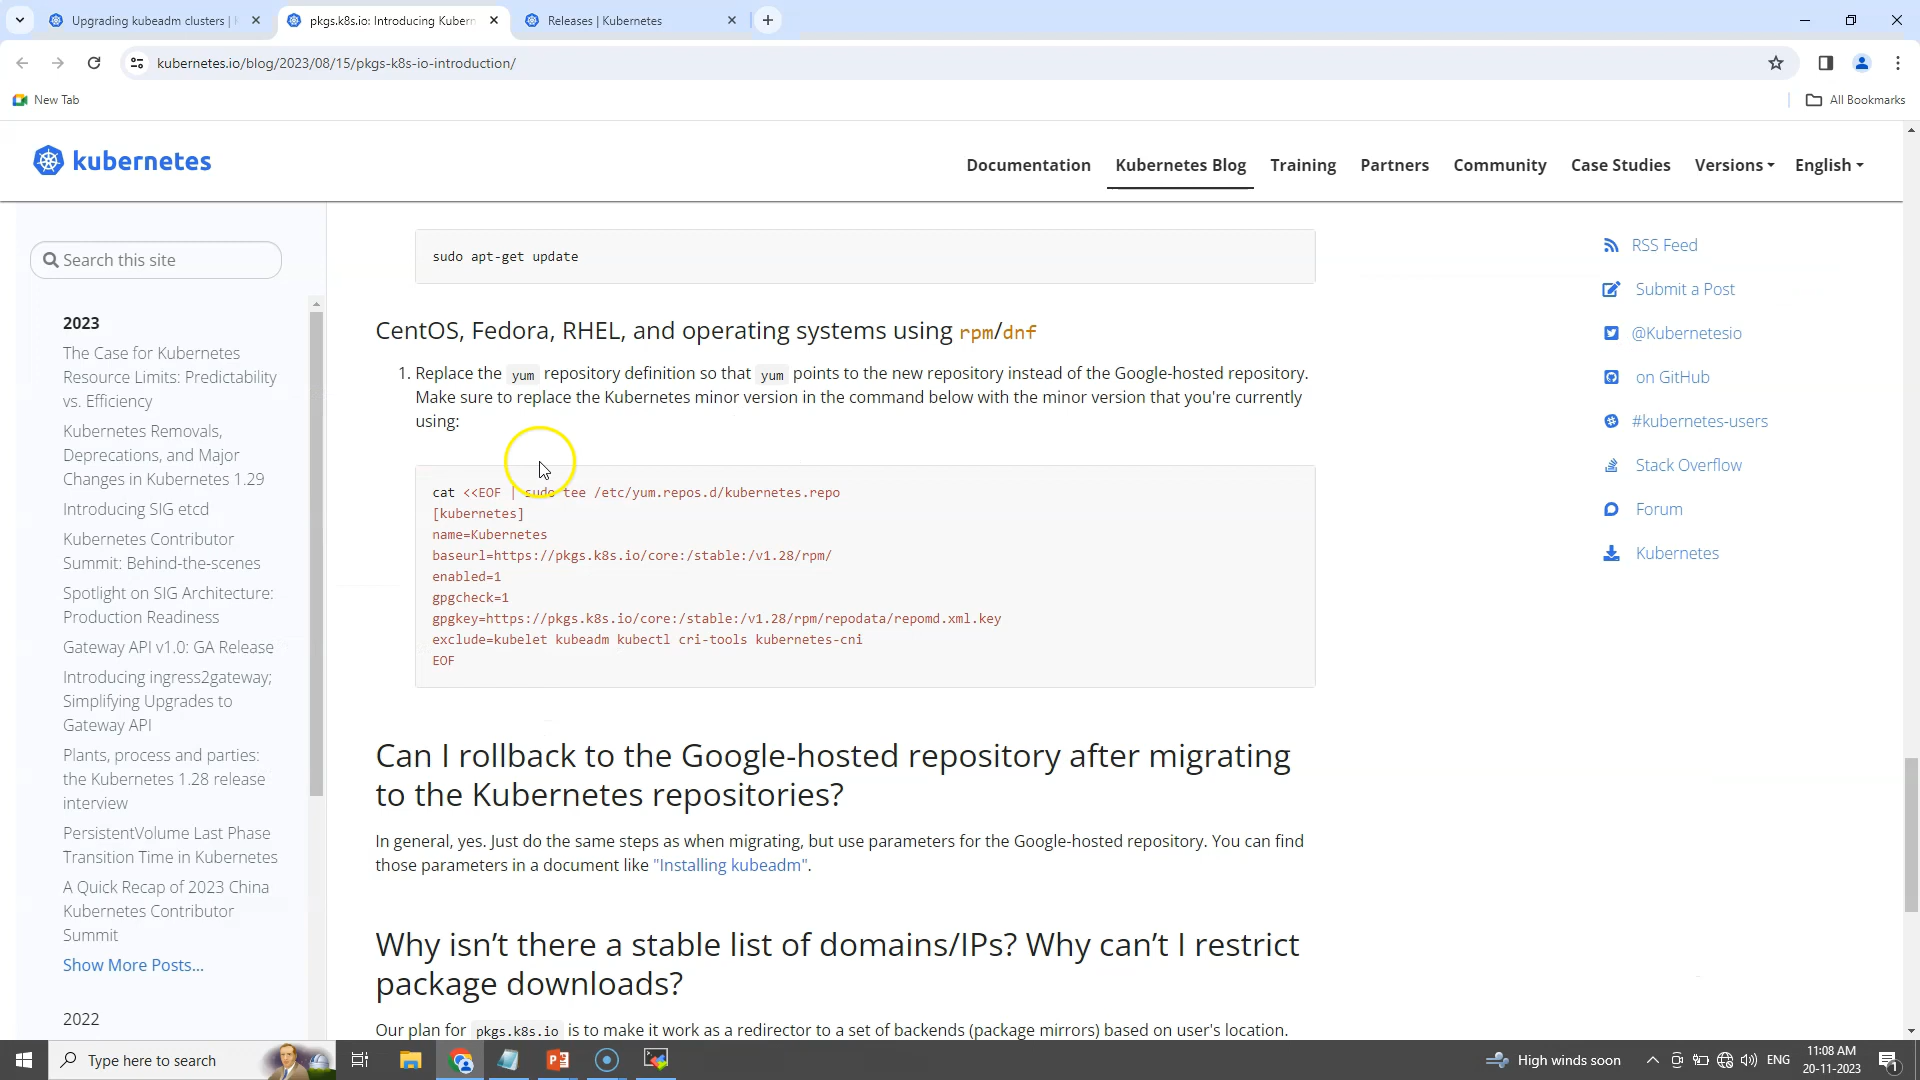 Upgrading kubeadm clusters |
pkgs.k8s.io: Introducing Kubern
Releases | Kubernetes
kubernetes.io/blog/2023/08/15/pkgs-k8s-io-introduction/
New Tab
All Bookmarks
kubernetes
Documentation
Kubernetes Blog
Training
Partners
Community
Case Studies
Versions
English
Search this site
2023
The Case for Kubernetes
Resource Limits: Predictability
vs. Efficiency
Kubernetes Removals,
Deprecations, and Major
Changes in Kubernetes 1.29
Introducing SIG etcd
Kubernetes Contributor
Summit: Behind-the-scenes
Spotlight on SIG Architecture:
Production Readiness
Gateway API v1.0: GA Release
Introducing ingress2gateway;
Simplifying Upgrades to
Gateway API
Plants, process and parties:
the Kubernetes 1.28 release
interview
PersistentVolume Last Phase
Transition Time in Kubernetes
A Quick Recap of 2023 China
Kubernetes Contributor
Summit
Show More Posts...
2022
sudo apt-get update
CentOS, Fedora, RHEL, and operating systems using rpm/dnf
1. Replace the yum repository definition so that yum points to the new repository instead of the Google-hosted repository.
Make sure to replace the Kubernetes minor version in the command below with the minor version that you're currently
using:
cat <<EOF | sudo tee /etc/yum.repos.d/kubernetes.repo
[kubernetes]
name=Kubernetes
baseurl=https://pkgs.k8s.io/core:/stable:/v1.28/rpm/
enabled=1
gpgcheck=1
gpgkey=https://pkgs.k8s.io/core:/stable:/v1.28/rpm/repodata/repomd.xml.key
exclude=kubelet kubeadm kubectl cri-tools kubernetes-cni
EOF
Can I rollback to the Google-hosted repository after migrating
to the Kubernetes repositories?
In general, yes. Just do the same steps as when migrating, but use parameters for the Google-hosted repository. You can find
those parameters in a document like "Installing kubeadm".
Why isn’t there a stable list of domains/IPs? Why can’t I restrict
package downloads?
Our plan for pkgs.k8s.io is to make it work as a redirector to a set of backends (package mirrors) based on user's location.
RSS Feed
Submit a Post
@Kubernetesio
on GitHub
#kubernetes-users
Stack Overflow
Forum
Kubernetes
Type here to search
High winds soon
ENG
11:08 AM
20-11-2023
1